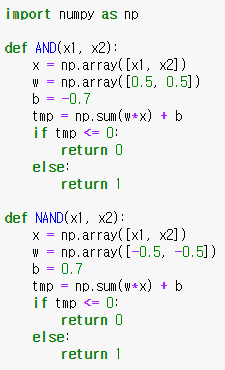 import numpy as np
def AND(x1, x2):
    x = np.array([x1, x2])
    w = np.array([0.5, 0.5])
    b = -0.7
    tmp = np.sum(w*x) + b
    if tmp <= 0:
        return 0
    else:
        return 1
def NAND(x1, x2):
    x = np.array([x1, x2])
    w = np.array([-0.5, -0.5])
    b = 0.7
    tmp = np.sum(w*x) + b
    if tmp <= 0:
        return 0
    else:
        return 1